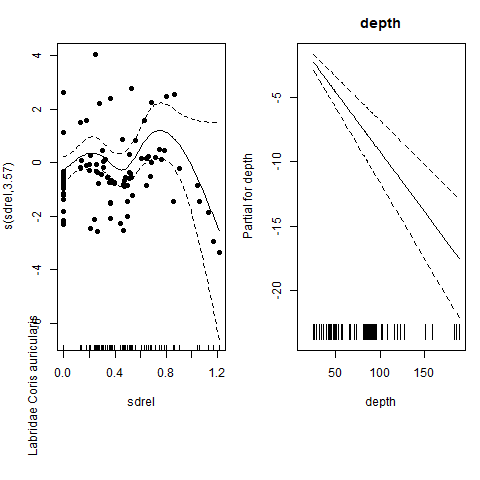 depth
s(sdrel,3.57)
4
2
0
-2
-4
-6
0.0
0.4
0.8
1.2
sdrel
Labridae Coris auricularis
Partial for depth
-5
-10
-15
-20
50
100
150
depth